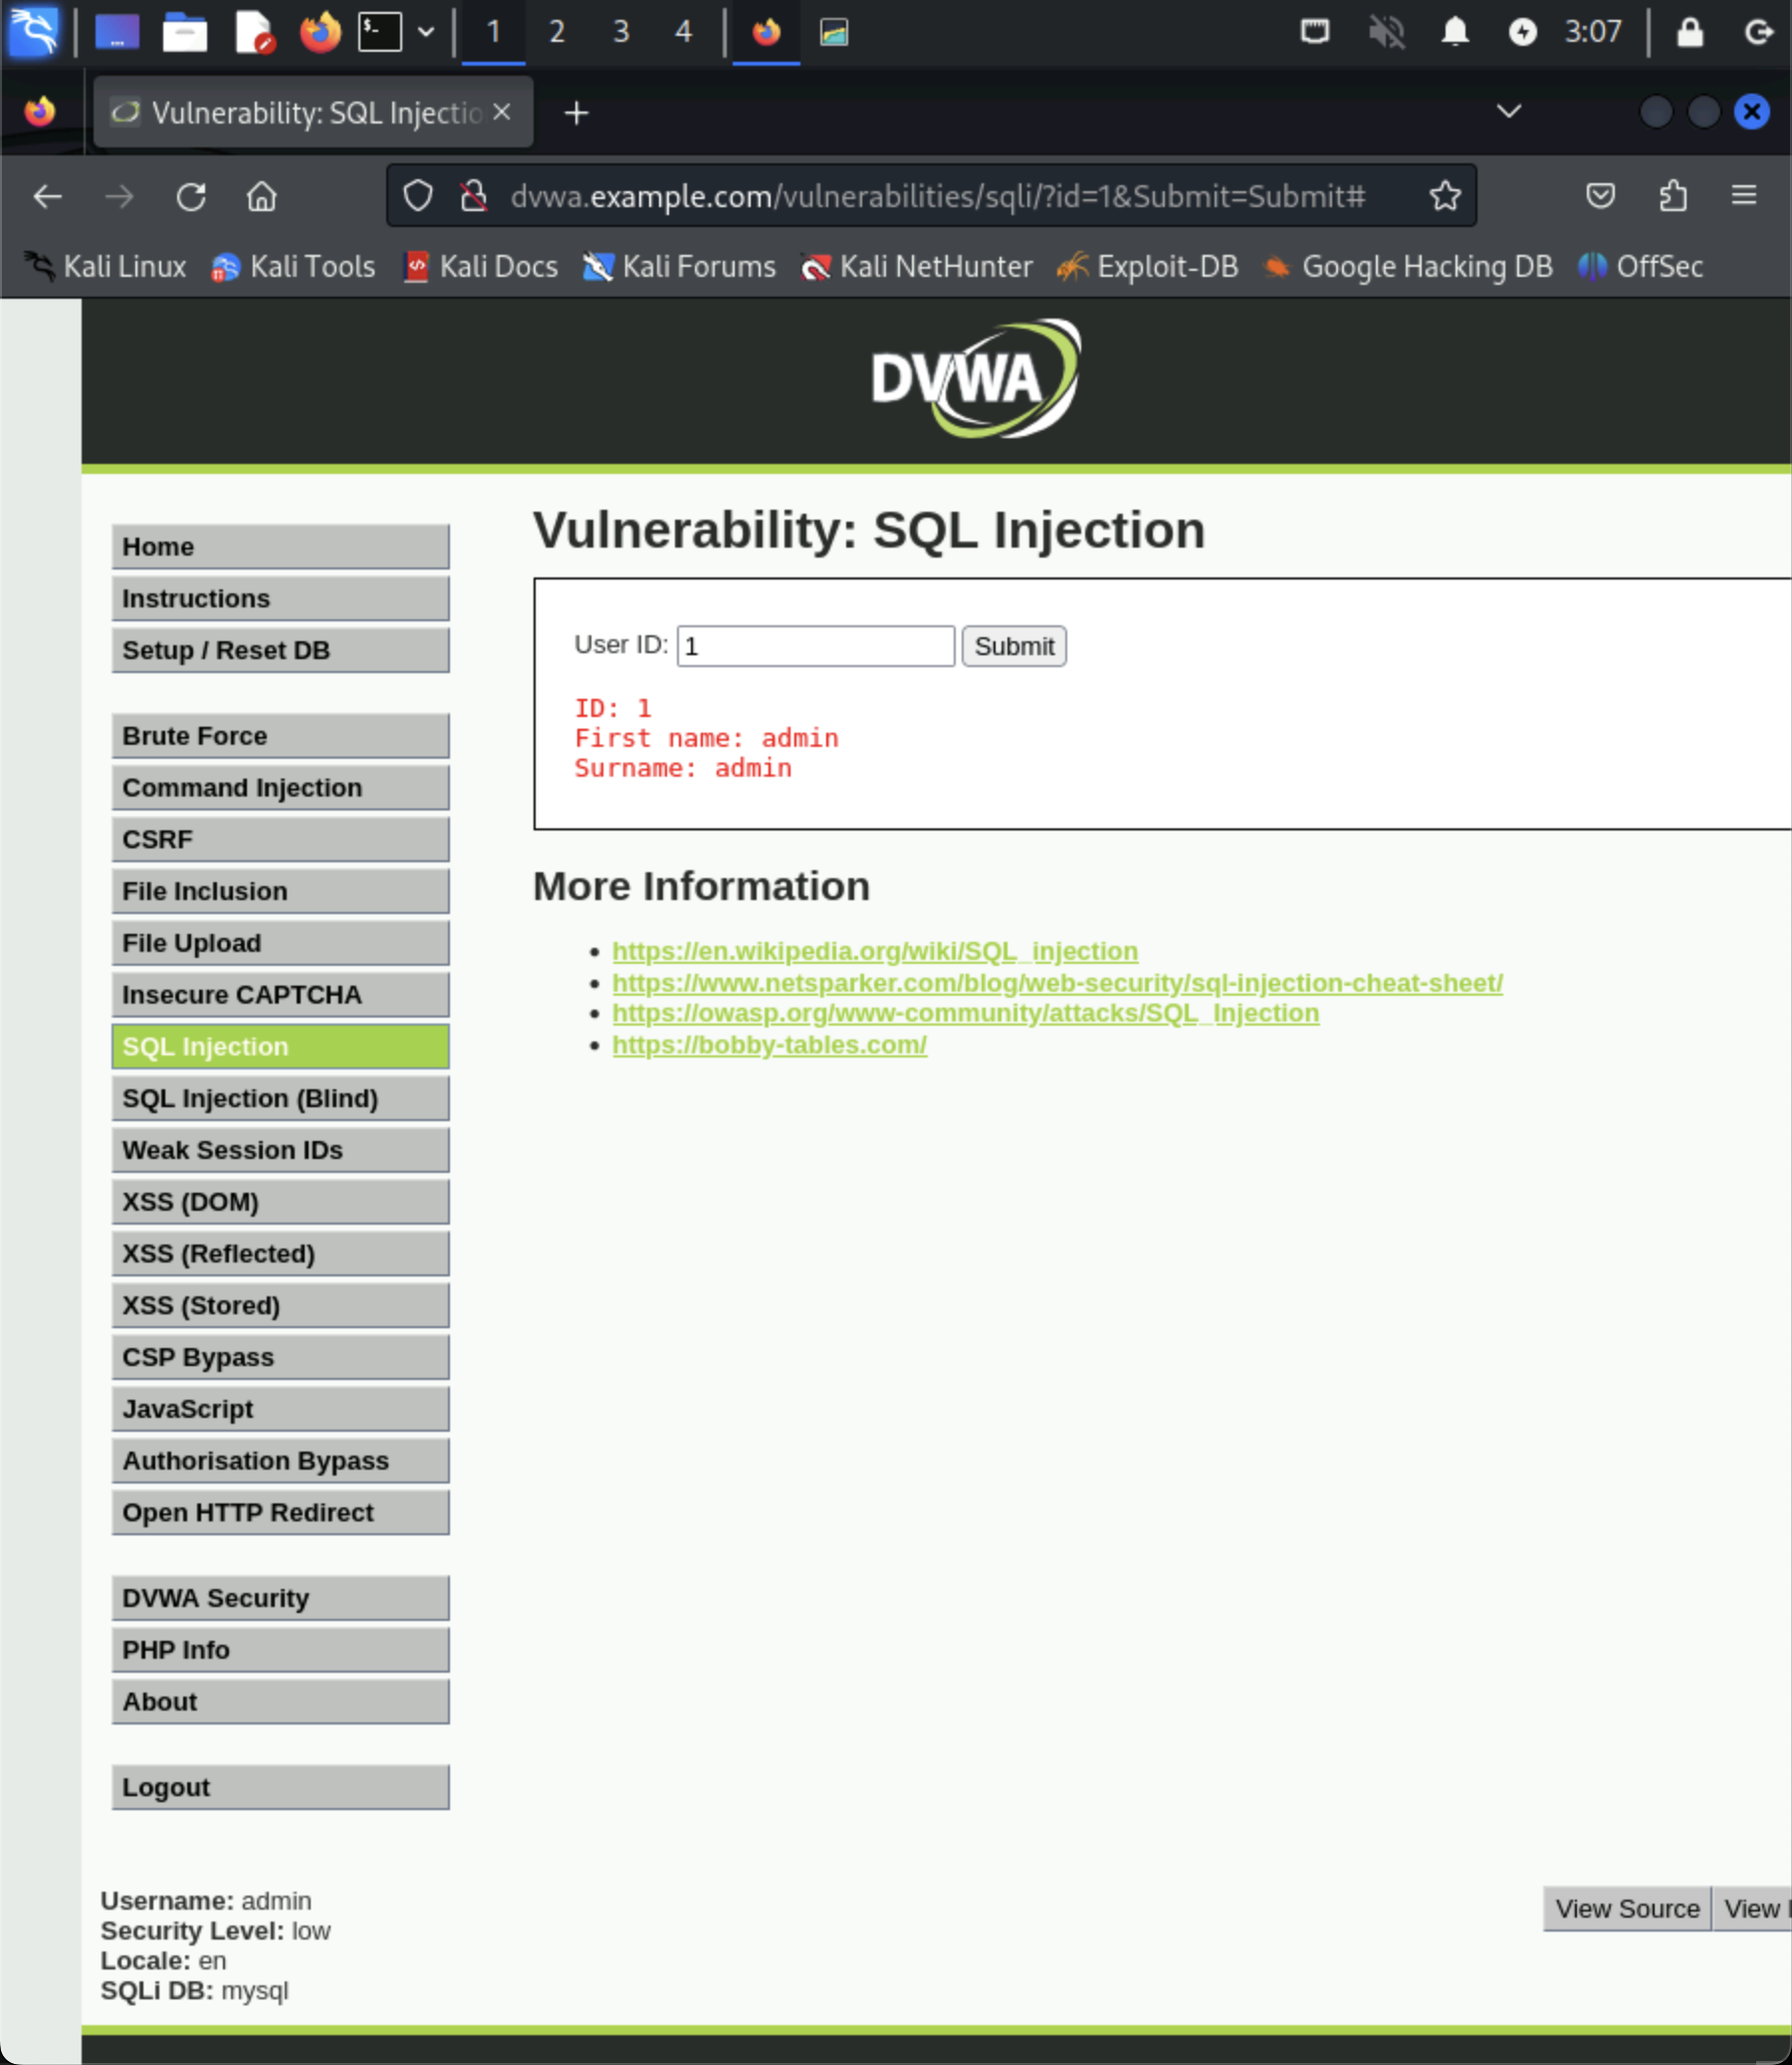 1 2 3 4 3:07
Vulnerability: SQL Injectio
dvwa.example.com/vulnerabilities/sqli/?id=1&Submit=Submit#
Kali Linux Kali Tools Kali Docs Kali Forums Kali NetHunter Exploit-DB Google Hacking DB OffSec
DVWA
Home
Instructions
Setup / Reset DB
Brute Force
Command Injection
CSRF
File Inclusion
File Upload
Insecure CAPTCHA
SQL Injection
SQL Injection (Blind)
Weak Session IDs
XSS (DOM)
XSS (Reflected)
XSS (Stored)
CSP Bypass
JavaScript
Authorisation Bypass
Open HTTP Redirect
DVWA Security
PHP Info
About
Logout
Vulnerability: SQL Injection
User ID: 1 Submit
ID: 1
First name: admin
Surname: admin
More Information
https://en.wikipedia.org/wiki/SQL_injection
https://www.netsparker.com/blog/web-security/sql-injection-cheat-sheet/
https://owasp.org/www-community/attacks/SQL_Injection
https://bobby-tables.com/
Username: admin
Security Level: low
Locale: en
SQLi DB: mysql
View Source View